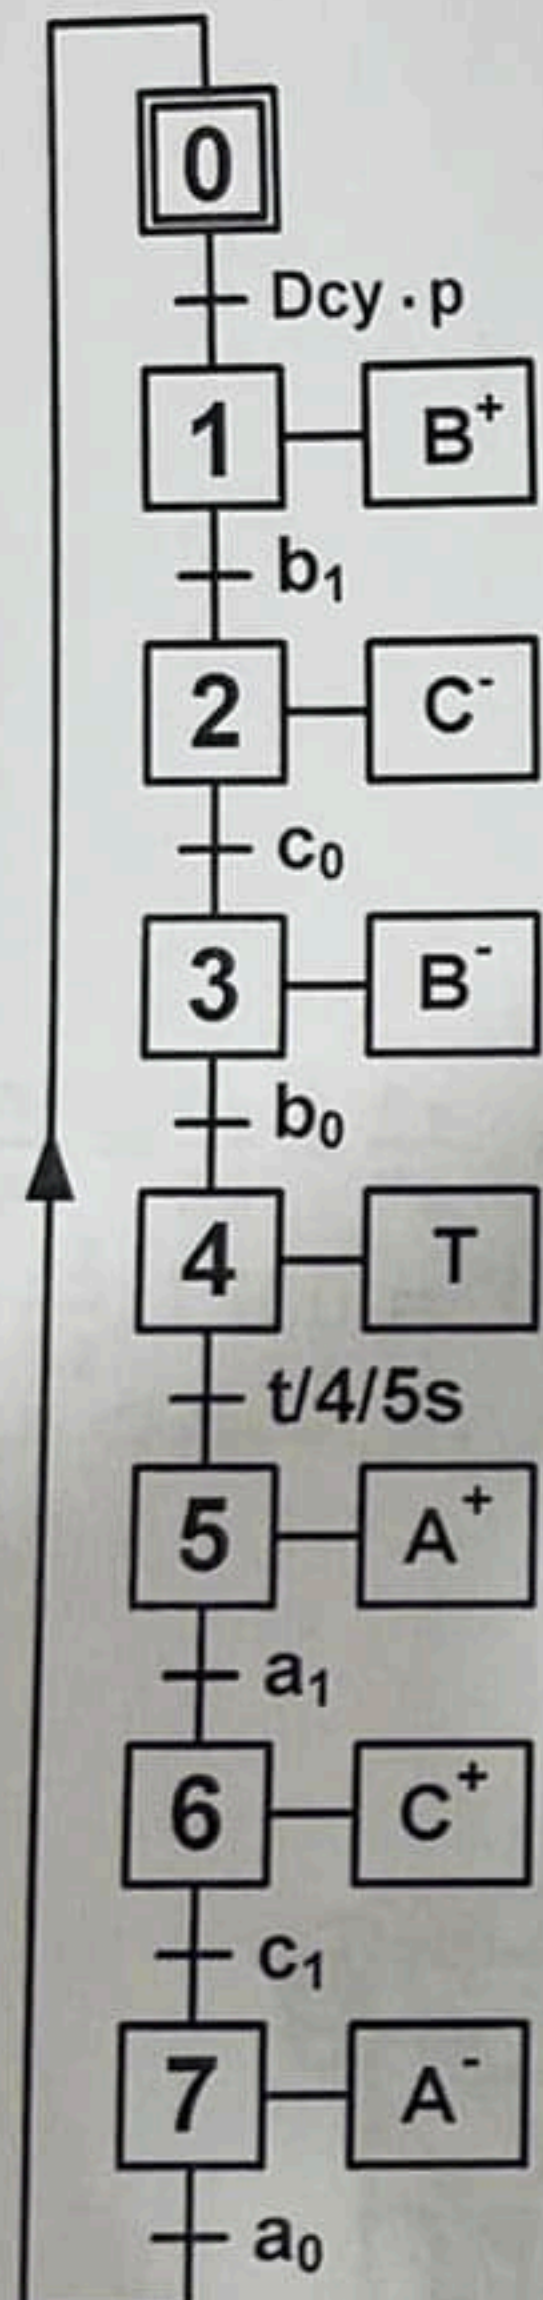 0
Dcy · p
1 B⁺
b₁
2 C⁻
c₀
3 B⁻
b₀
4 T
t/4/5s
5 A⁺
a₁
6 C⁺
c₁
7 A⁻
a₀